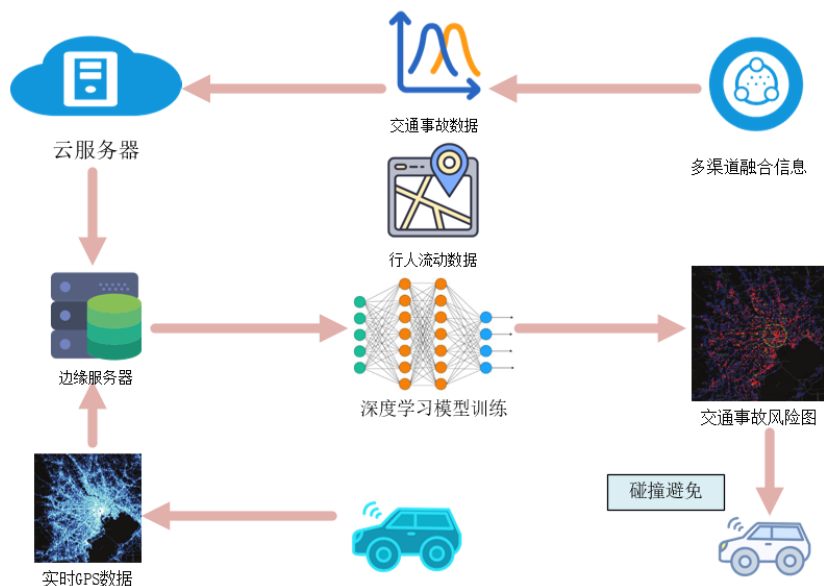 交通事故数据
云服务器
多渠道融合信息
行人流动数据
边缘服务器
深度学习模型训练
交通事故风险图
碰撞避免
实时GPS数据